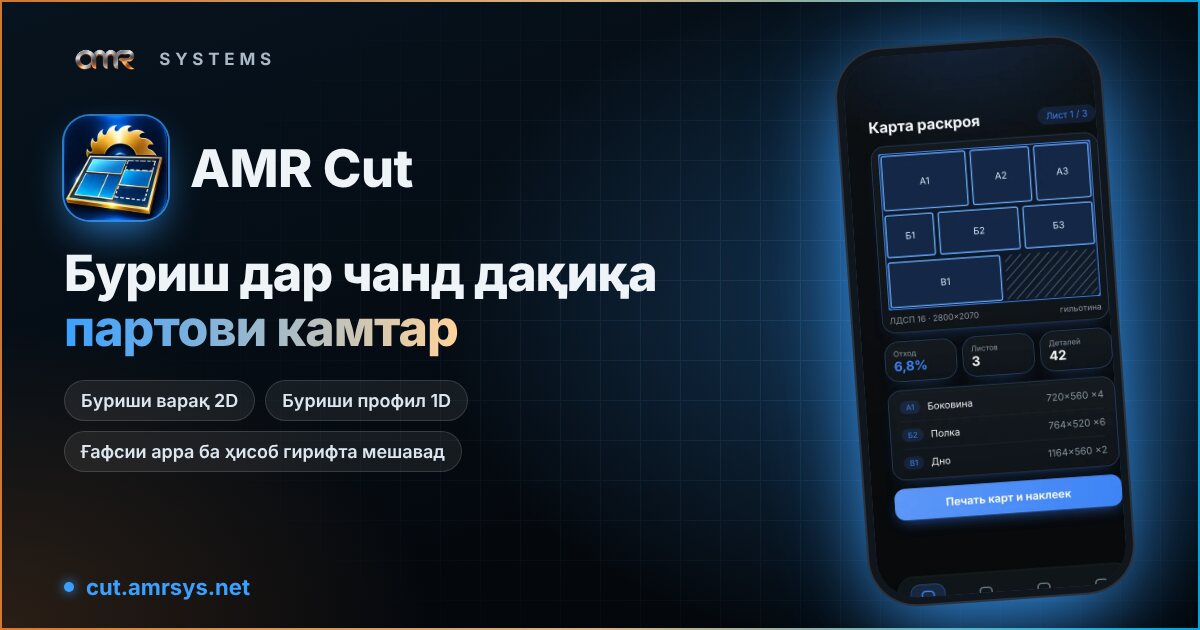 AMR SYSTEMS
AMR Cut
Буриш дар чанд дақиқа
партови камтар
Буриши варақ 2D
Буриши профил 1D
Ғафсии арра ба ҳисоб гирифта мешавад
cut.amrsys.net
Карта раскроя
Лист 1 / 3
А1 А2 А3
Б1 Б2 Б3
В1
ЛДСП 16 · 2800×2070
гильотина
Отход
6,8%
Листов
3
Деталей
42
А1 Боковина 720×560 ×4
Б2 Полка 764×520 ×6
В1 Дно 1164×560 ×2
Печать карт и наклеек